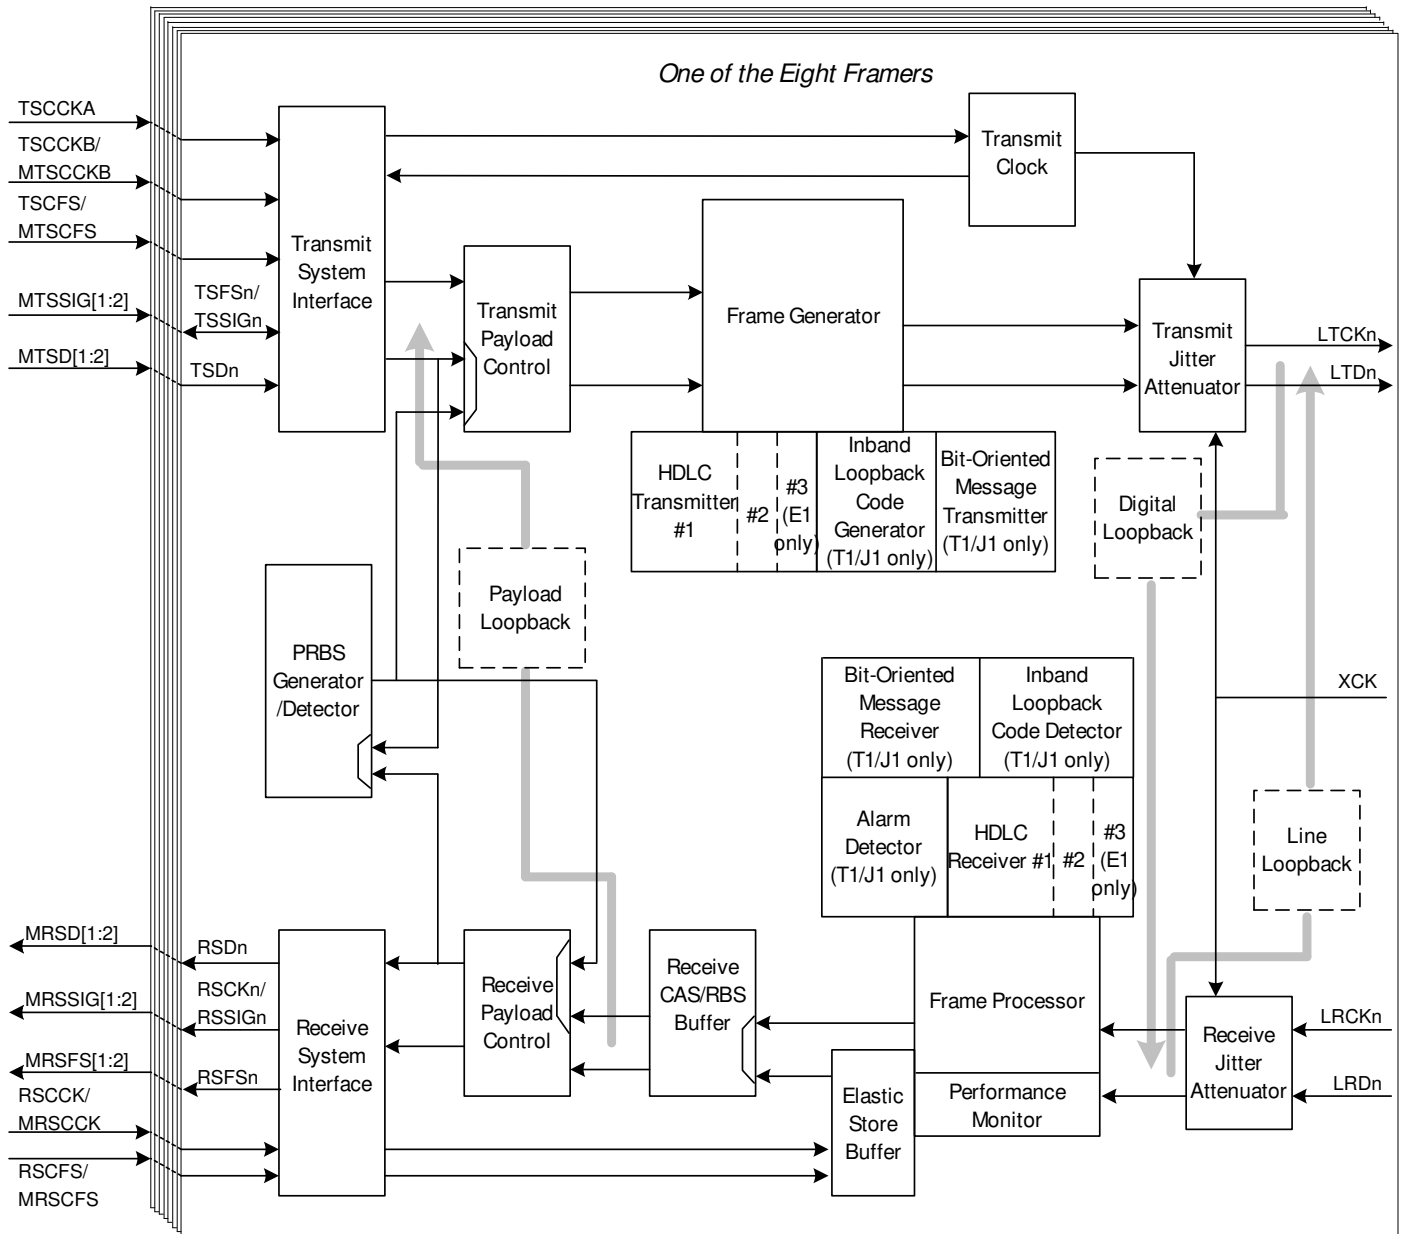 One of the Eight Framers
TSCCKA
TSCCKB/
MTSCCKB
TSCFS/
MTSCFS
MTSSIG[1:2]
MTSD[1:2]
TSFSn/
TSSIGn
TSDn
Transmit
System
Interface
Transmit
Payload
Control
Frame Generator
Transmit
Clock
Transmit
Jitter
Attenuator
LTCKn
LTDn
HDLC
Transmitter
#1
#2
#3
(E1
only)
Inband
Loopback
Code
Generator
(T1/J1 only)
Bit-Oriented
Message
Transmitter
(T1/J1 only)
Digital
Loopback
Payload
Loopback
PRBS
Generator
/Detector
XCK
Bit-Oriented
Message
Receiver
(T1/J1 only)
Inband
Loopback
Code Detector
(T1/J1 only)
Alarm
Detector
(T1/J1 only)
HDLC
Receiver #1
#2
#3
(E1
only)
Line
Loopback
MRSD[1:2]
MRSSIG[1:2]
MRSFS[1:2]
RSCCK/
MRSCCK
RSCFS/
MRSCFS
RSDn
RSCKn/
RSSIGn
RSFSn
Receive
System
Interface
Receive
Payload
Control
Receive
CAS/RBS
Buffer
Elastic
Store
Buffer
Frame Processor
Performance
Monitor
Receive
Jitter
Attenuator
LRCKn
LRDn